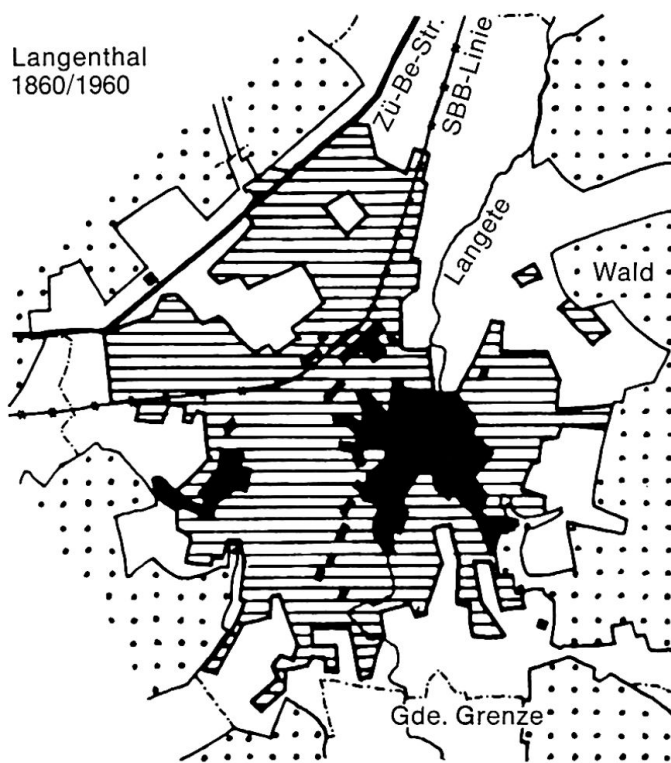 Langenthal
1860/1960
Zü-Be-Str.
SBB-Linie
Langete
Wald
Gde. Grenze